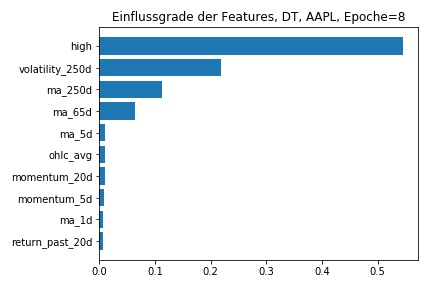 Einflussgrade der Features, DT, AAPL, Epoche=8
high
volatility_250d
ma_250d
ma_65d
ma_5d
ohlc_avg
momentum_20d
momentum_5d
ma_1d
return_past_20d
0.0 0.1 0.2 0.3 0.4 0.5